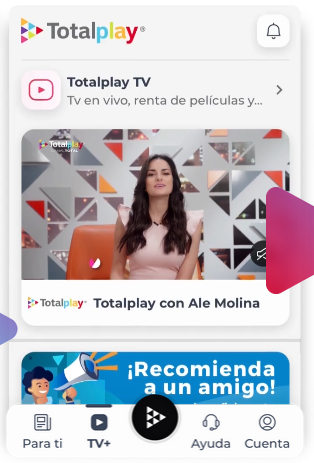 Totalplay®
Totalplay TV
Tv en vivo, renta de películas y...
Totalplay
Totalplay Totalplay con Ale Molina
¡Recomienda
a un amigo!
Para ti
TV+
Ayuda
Cuenta